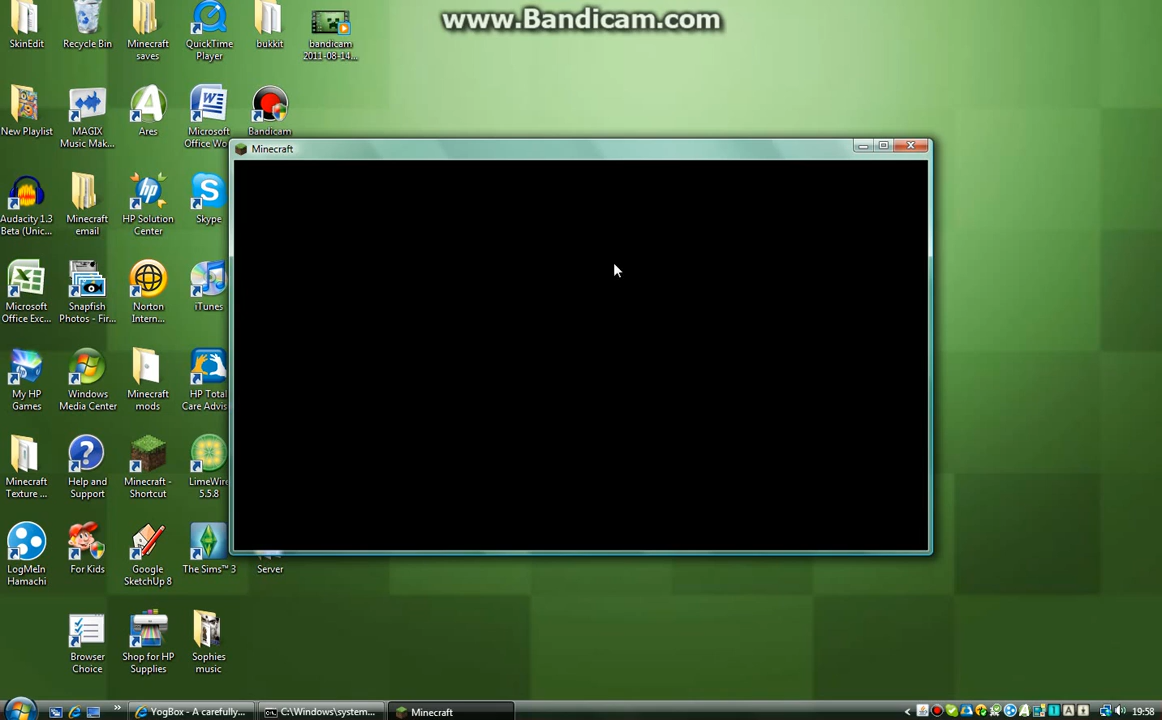 www.Bandicam.com
SkinEdit
Recycle Bin
Minecraft
saves
QuickTime
Player
bukkit
bandicam
2011-08-14...
New Playlist
MAGIX
Music Mak...
Ares
Microsoft
Office Wo
Bandicam
Minecraft
Audacity 1.3
Beta (Unic...
Minecraft
email
HP Solution
Center
Skype
Microsoft
Office Exc...
Snapfish
Photos - Fir...
Norton
Intern...
iTunes
My HP
Games
Windows
Media Center
Minecraft
mods
HP Total
Care Advis
Minecraft
Texture ...
Help and
Support
Minecraft -
Shortcut
LimeWire
5.5.8
LogMeIn
Hamachi
For Kids
Google
SketchUp 8
The Sims™ 3
Server
Browser
Choice
Shop for HP
Supplies
Sophies
music
YogBox - A carefully...
C:\Windows\system...
Minecraft
19:58